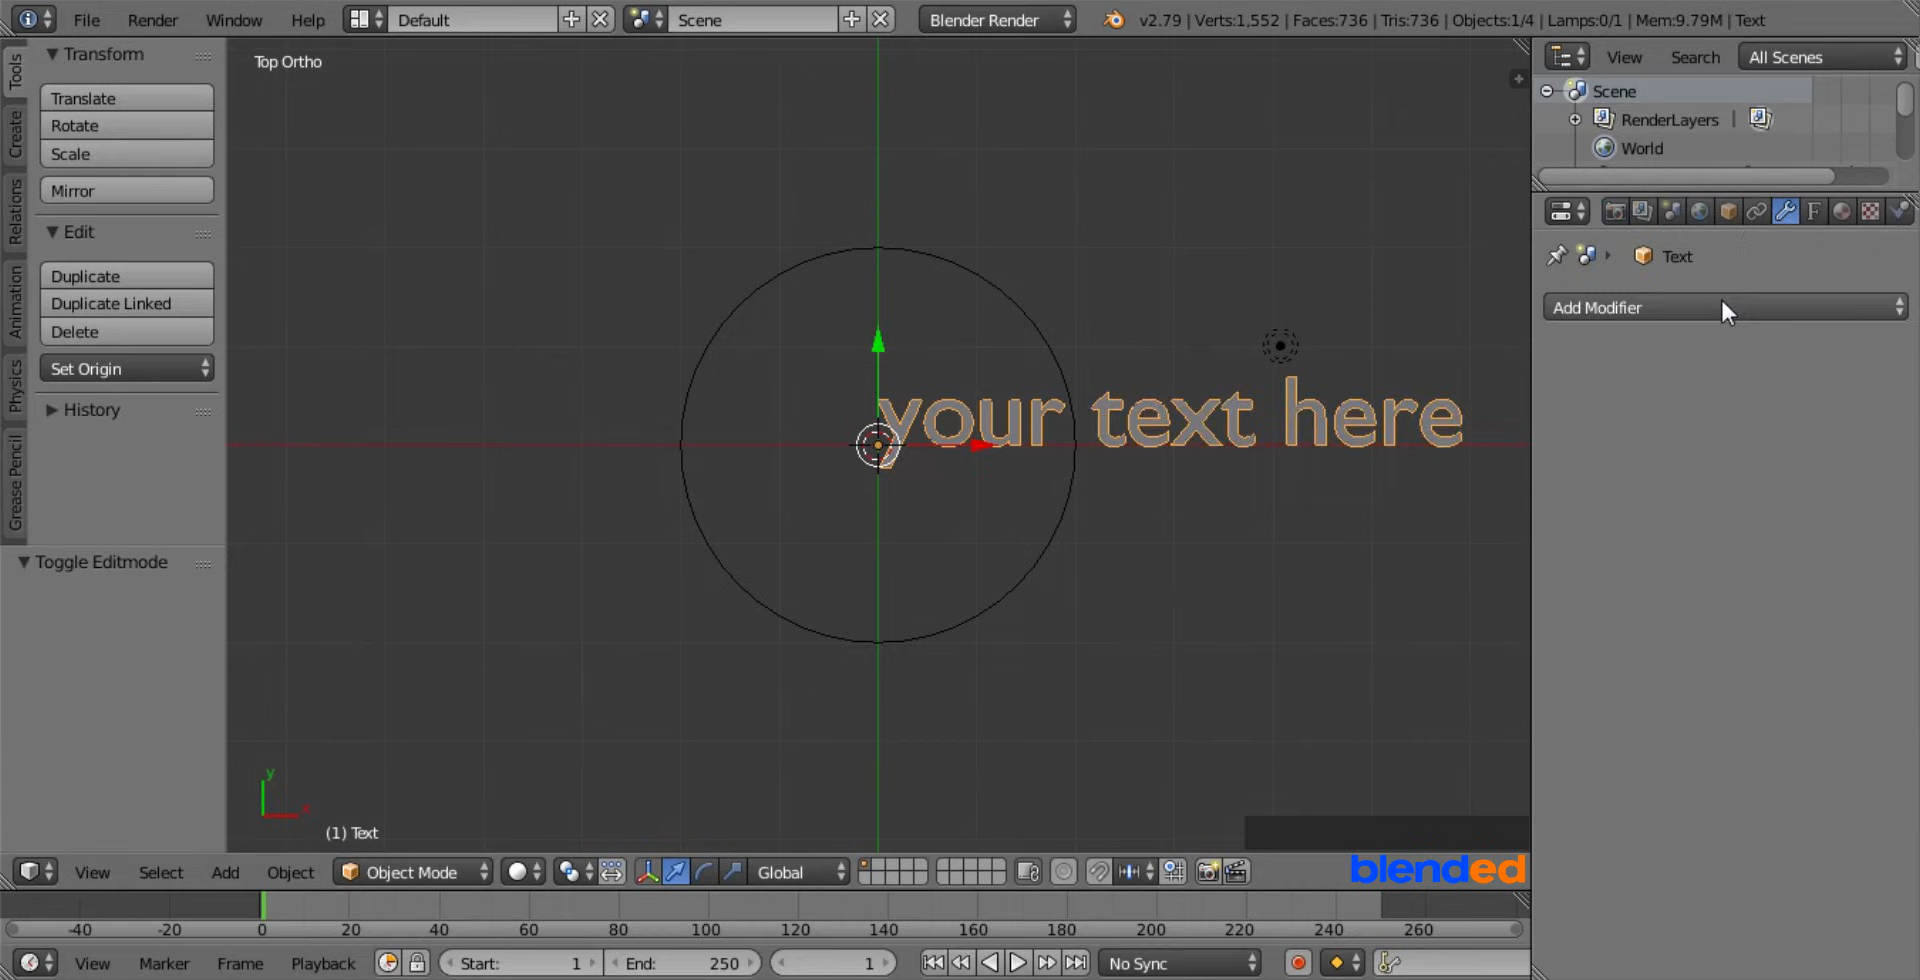 File Render Window Help Default Scene Blender Render v2.79 | Verts:1,552 | Faces:736 | Tris:736 | Objects:1/4 | Lamps:0/1 | Mem:9.79M | Text
Tools
Create
Relations
Animation
Physics
Grease Pencil
Transform
Translate
Rotate
Scale
Mirror
Edit
Duplicate
Duplicate Linked
Delete
Set Origin
History
Toggle Editmode
Top Ortho
your text here
y
x
(1) Text
blended
View Search All Scenes
Scene
RenderLayers
World
Text
Add Modifier
View Select Add Object Object Mode Global
-40 -20 0 20 40 60 80 100 120 140 160 180 200 220 240 260
View Marker Frame Playback Start: 1 End: 250 1 No Sync